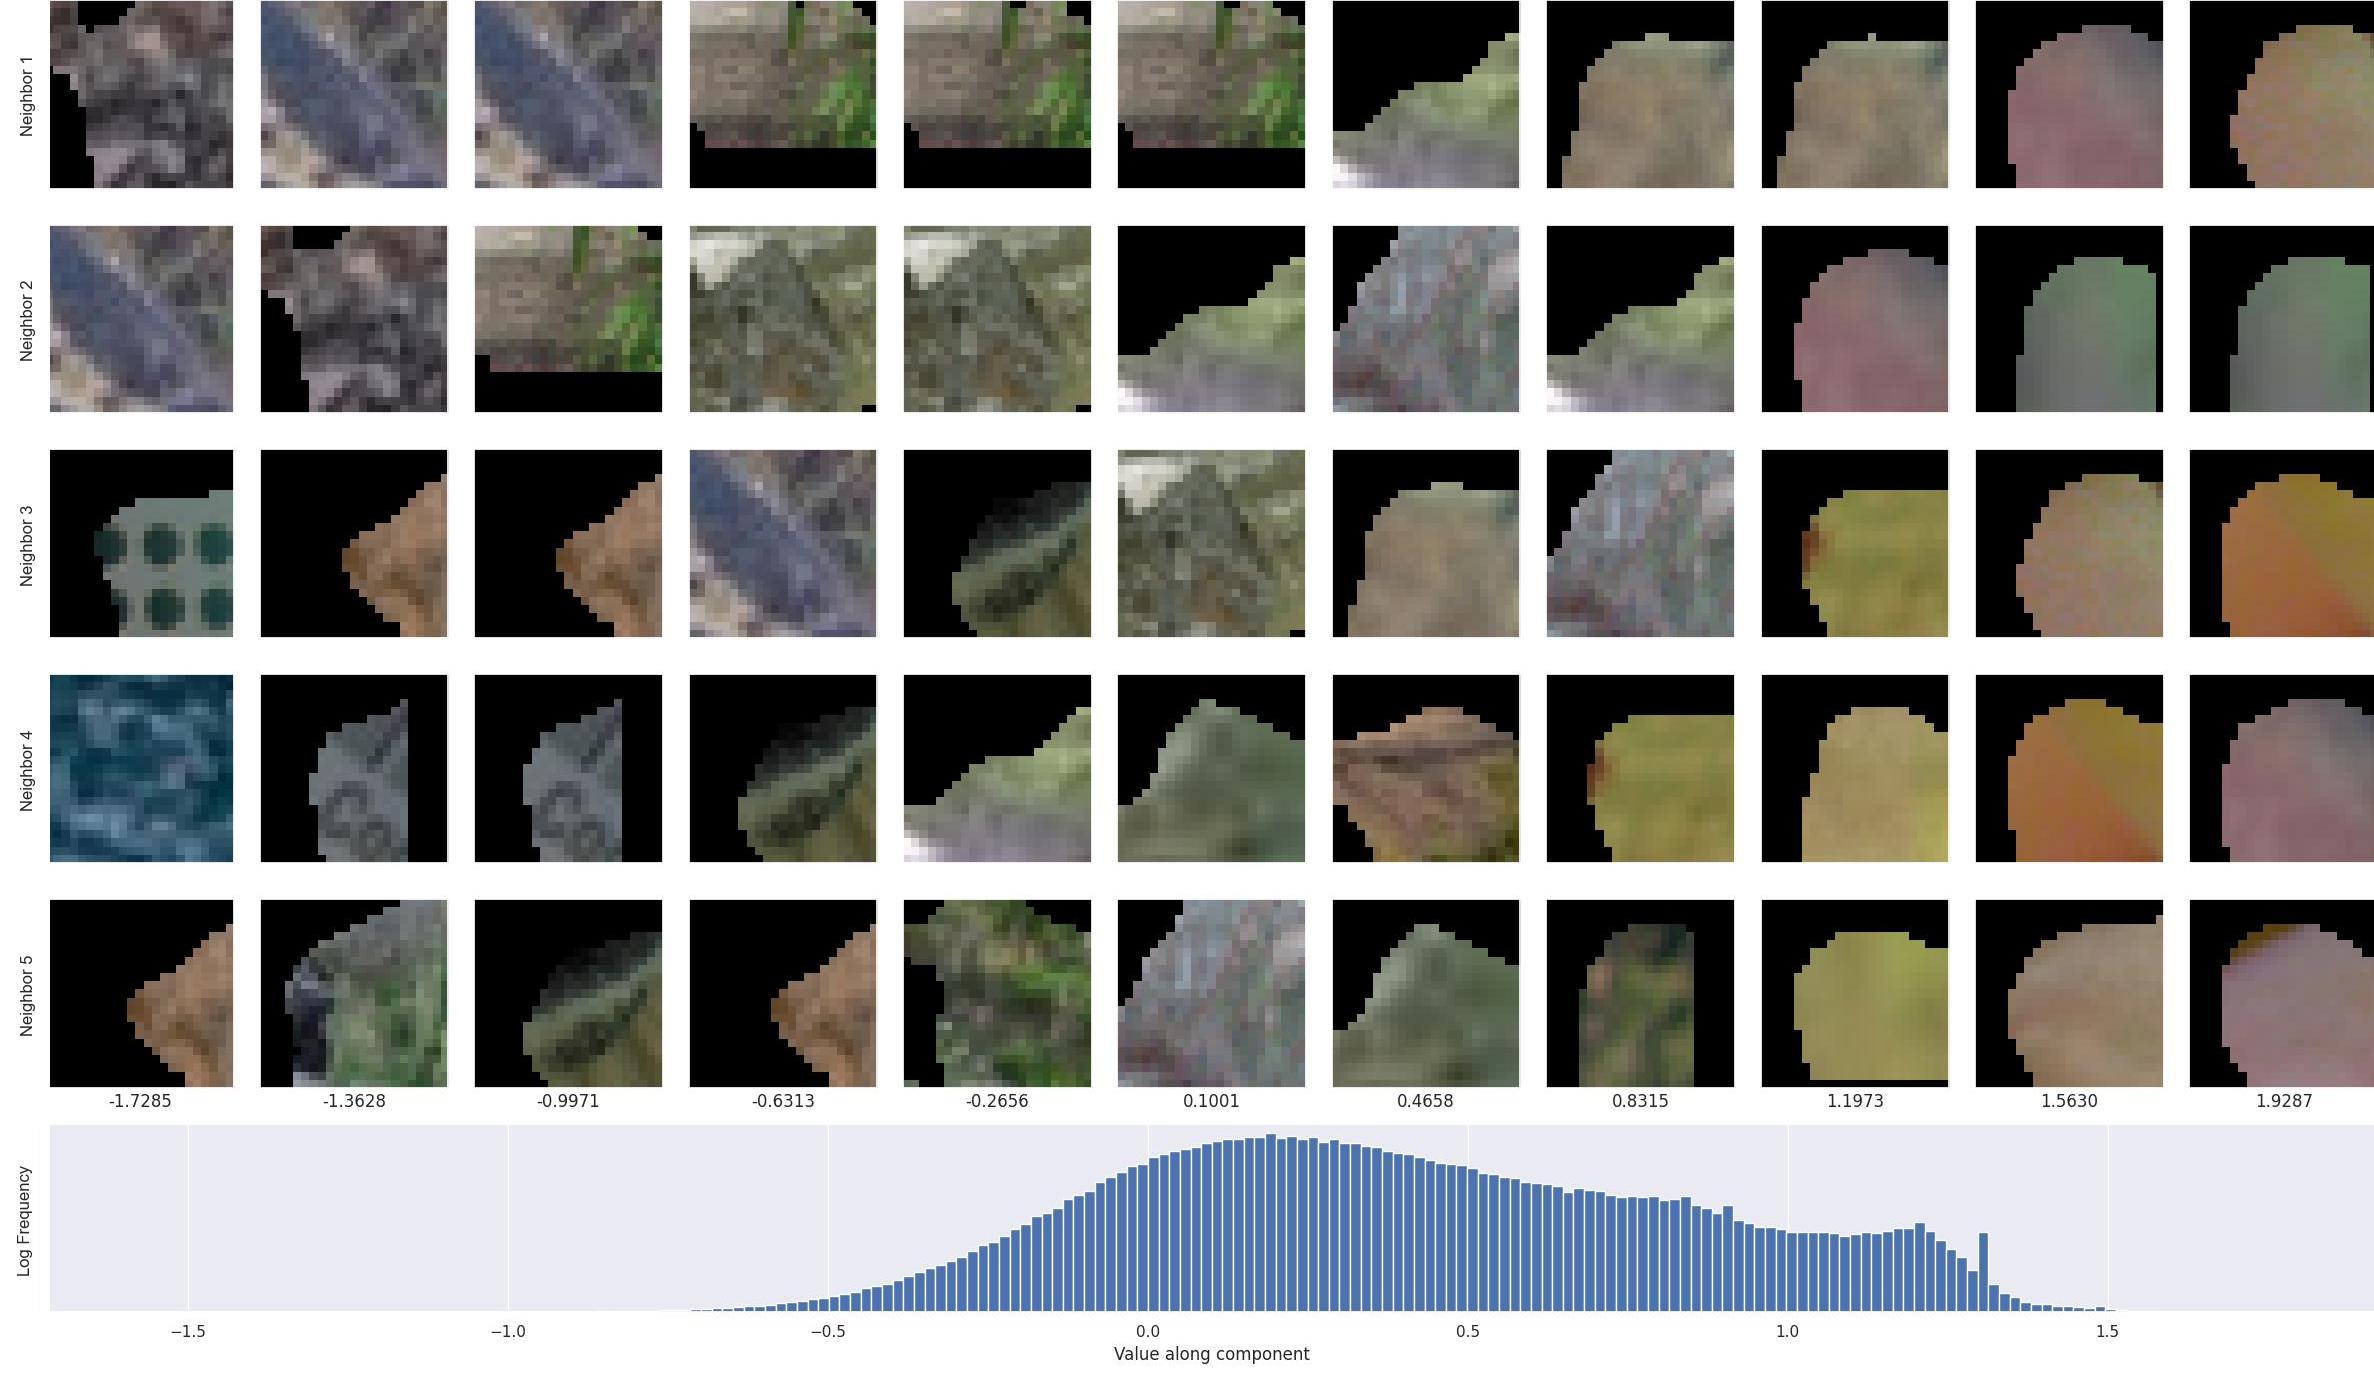 Neighbor 1
Neighbor 2
Neighbor 3
Neighbor 4
Neighbor 5
-1.7285 -1.3628 -0.9971 -0.6313 -0.2656 0.1001 0.4658 0.8315 1.1973 1.5630 1.9287
Log Frequency
−1.5 −1.0 −0.5 0.0 0.5 1.0 1.5
Value along component